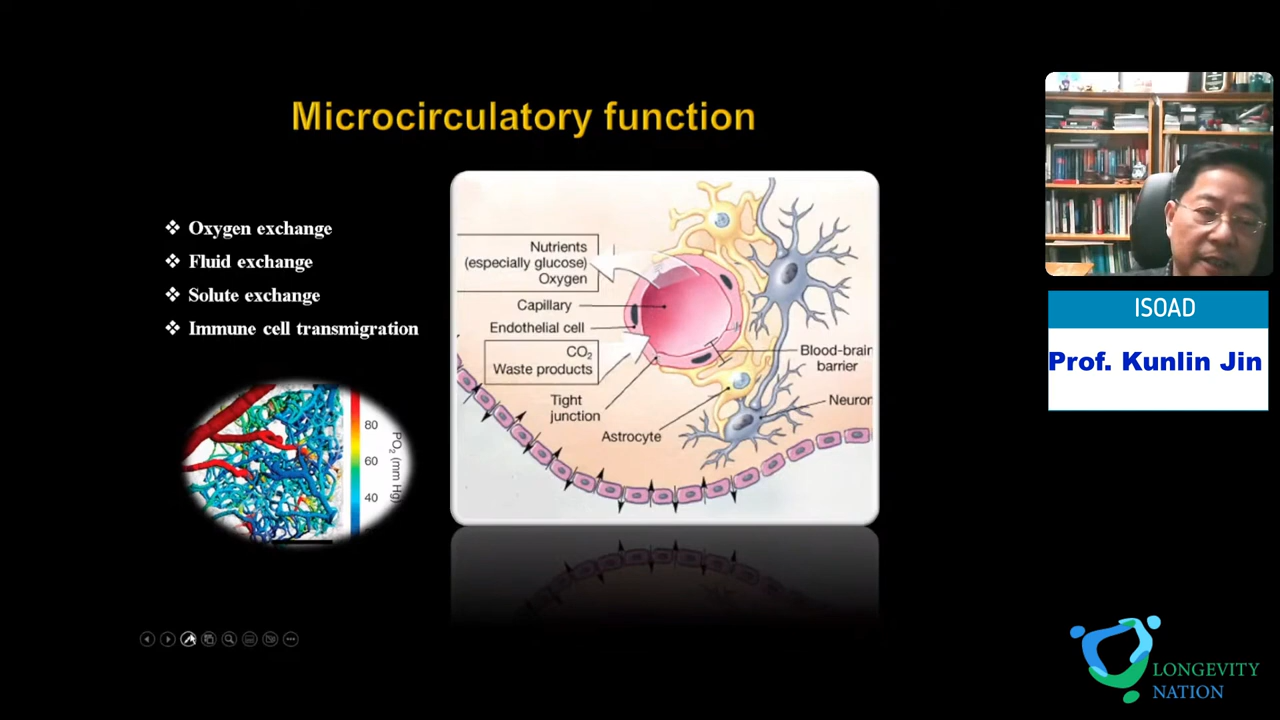 Microcirculatory function
❖ Oxygen exchange
❖ Fluid exchange
❖ Solute exchange
❖ Immune cell transmigration
80
60
40
PO2 (mm Hg)
Nutrients
(especially glucose)
Oxygen
Capillary
Endothelial cell
CO2
Waste products
Tight
junction
Astrocyte
Blood-brain
barrier
Neuron
ISOAD
Prof. Kunlin Jin
LONGEVITY
NATION